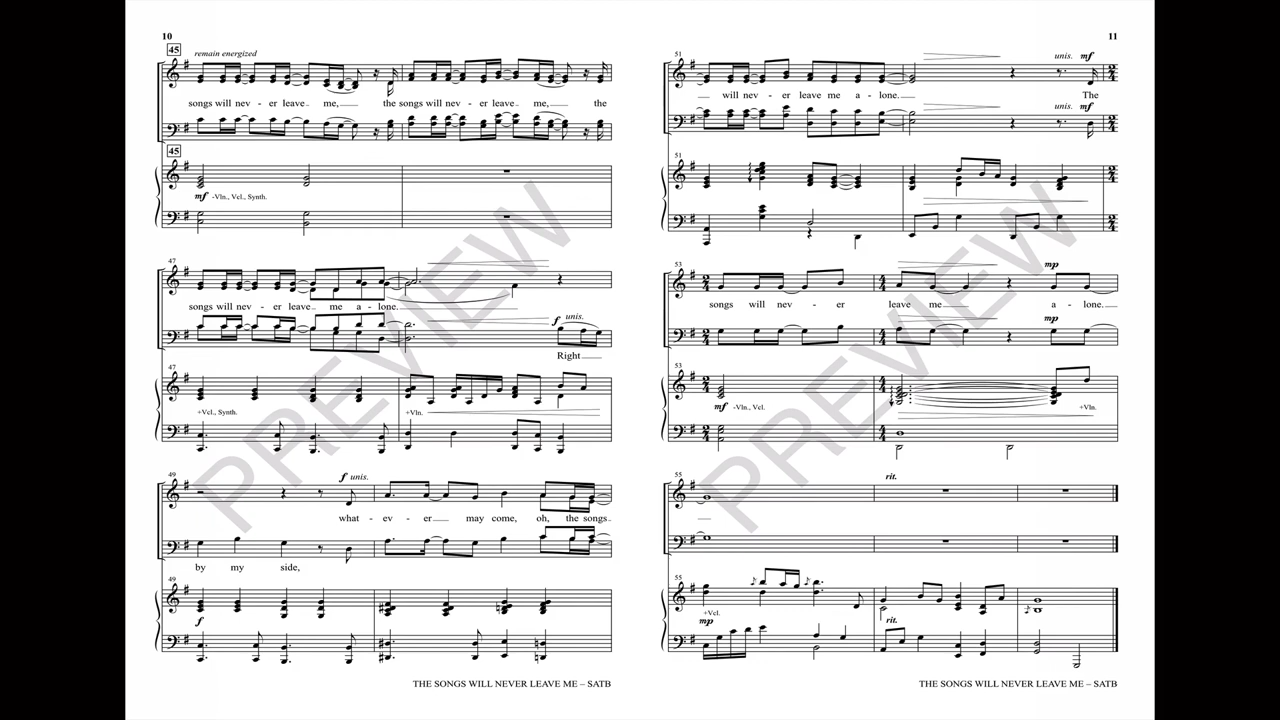 10
45
remain energized
songs will nev - er leave me, the songs will nev - er leave me, the
45
mf -Vln., Vcl., Synth.
47
songs will nev - er leave me a - lone.
f unis.
Right
47
+Vcl., Synth. +Vln.
49
f unis.
what - ev - er may come, oh, the songs
by my side,
49
f
THE SONGS WILL NEVER LEAVE ME – SATB
11
51
unis. mf
will nev - er leave me a - lone. The
unis. mf
51
53
mp
songs will nev - er leave me a - lone.
mp
53
mf -Vln., Vcl. +Vln.
55
rit.
55
+Vcl.
mp
rit.
THE SONGS WILL NEVER LEAVE ME – SATB
PREVIEW
PREVIEW